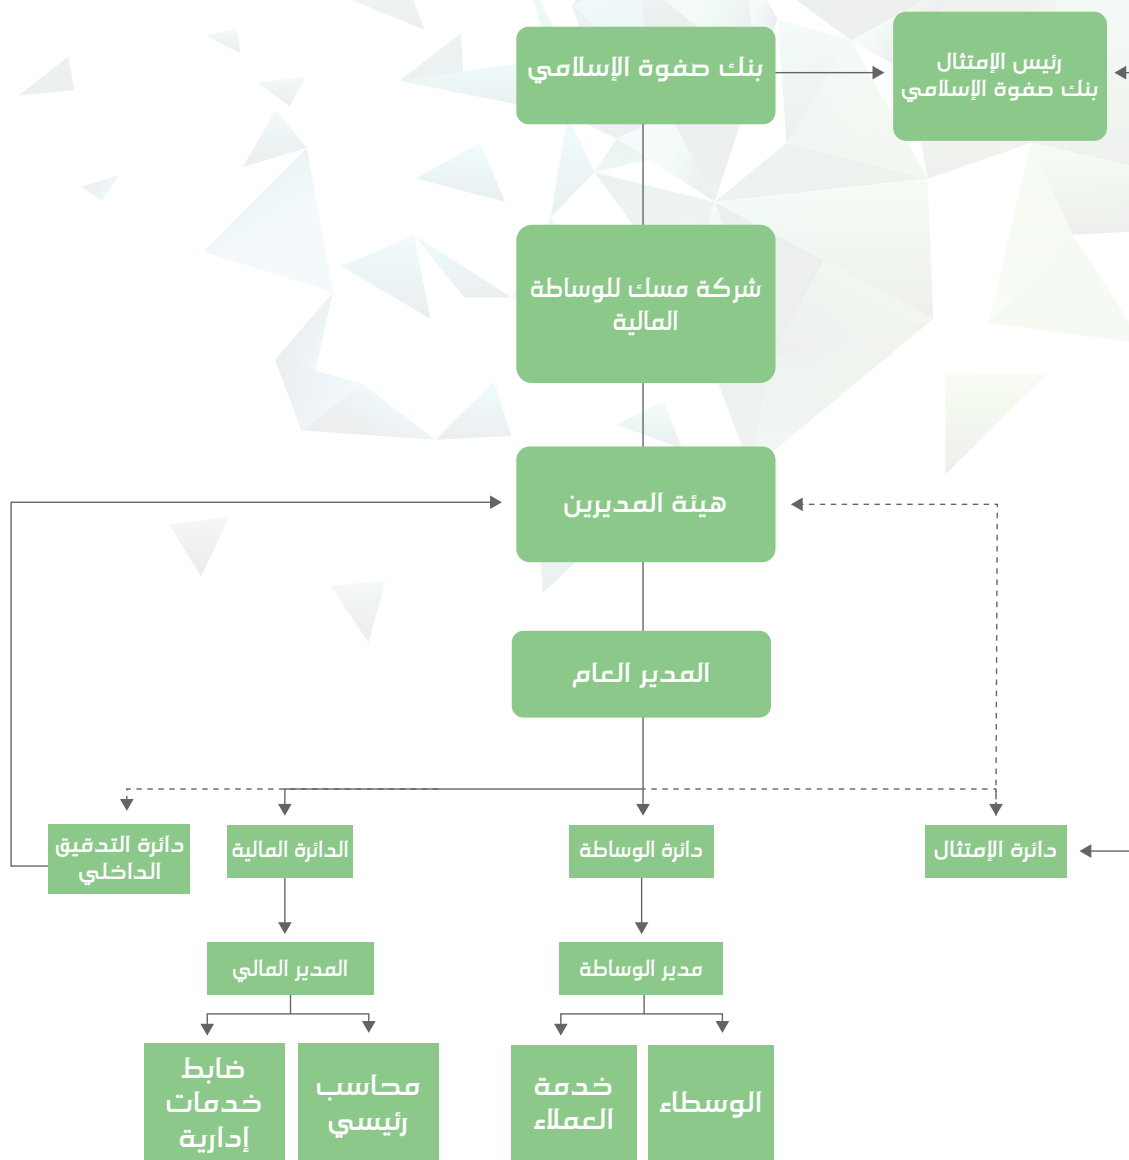 بنك صفوة الإسلامي
رئيس الإمتثال
بنك صفوة الإسلامي
شركة مسك للوساطة
المالية
هيئة المديرين
المدير العام
دائرة الإمتثال
دائرة الوساطة
الدائرة المالية
دائرة التدقيق
الداخلي
مدير الوساطة
المدير المالي
الوسطاء
خدمة
العملاء
محاسب
رئيسي
ضابط
خدمات
إدارية